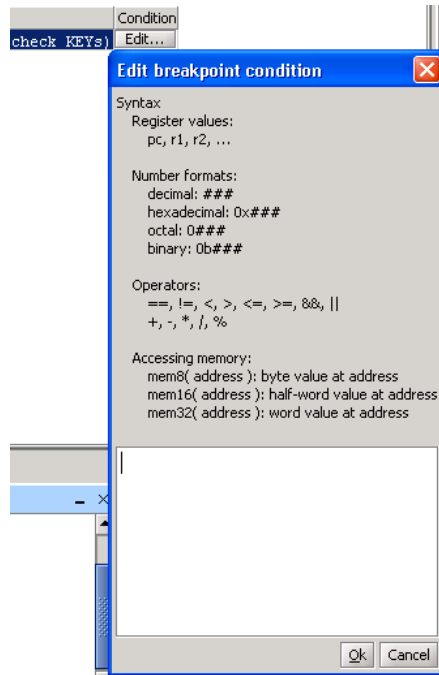 Condition
check KEYs) Edit...
Edit breakpoint condition
Syntax
Register values:
pc, r1, r2, ...
Number formats:
decimal: ###
hexadecimal: 0x###
octal: 0###
binary: 0b###
Operators:
==, !=, <, >, <=, >=, &&, ||
+, -, *, /, %
Accessing memory:
mem8( address ): byte value at address
mem16( address ): half-word value at address
mem32( address ): word value at address
Ok Cancel